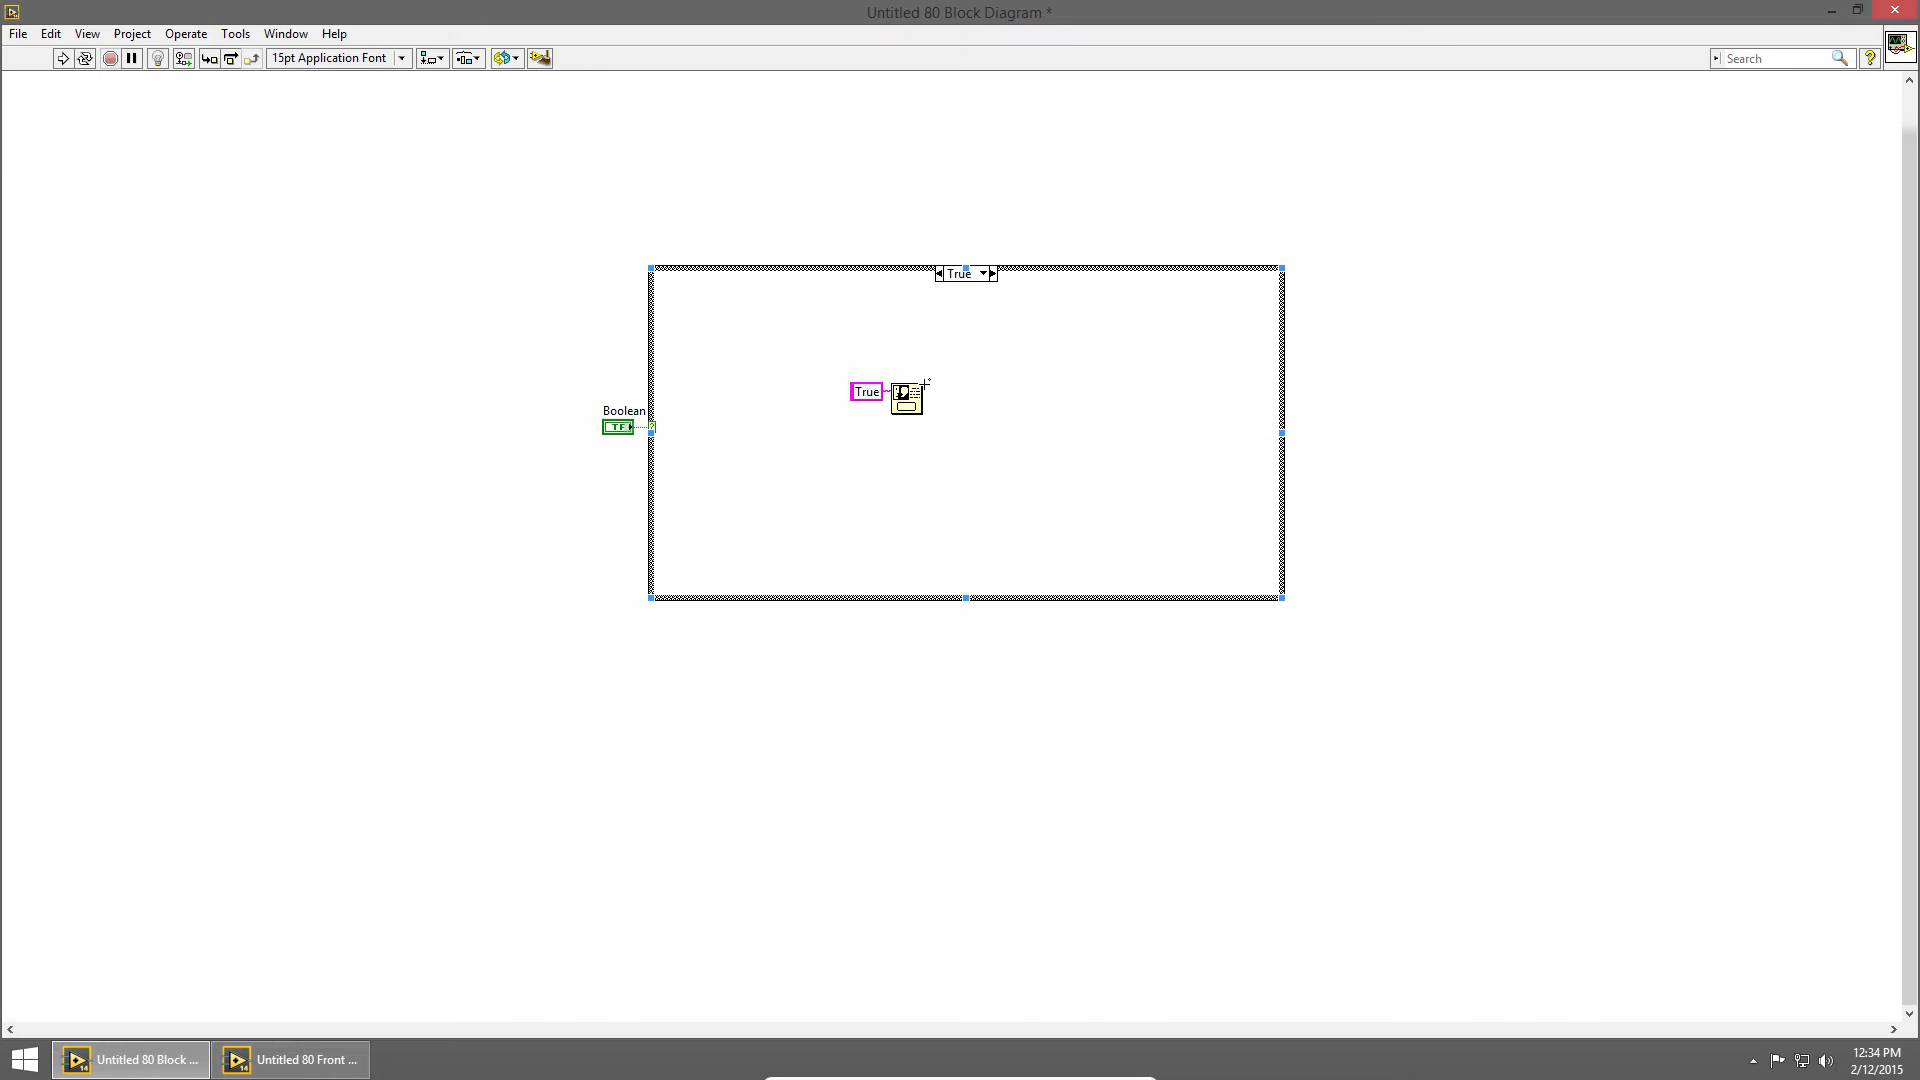 Untitled 80 Block Diagram *
File Edit View Project Operate Tools Window Help
15pt Application Font
Search
?
True
True
Boolean
TF
?
Untitled 80 Block ...
Untitled 80 Front ...
12:34 PM
2/12/2015